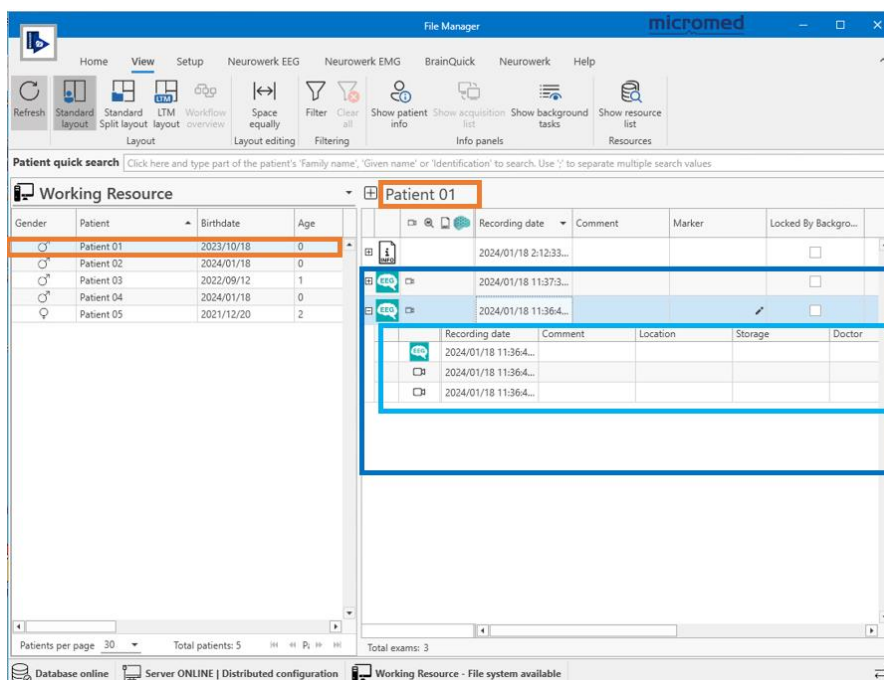 File Manager
micromed
Home View Setup Neurowerk EEG Neurowerk EMG BrainQuick Neurowerk Help
Refresh
Standard layout
Standard Split layout
LTM layout
Workflow overview
Space equally
Filter
Clear all
Show patient info
Show acquisition list
Show background tasks
Show resource list
Layout Layout editing Filtering Info panels Resources
Patient quick search Click here and type part of the patient's 'Family name', 'Given name' or 'Identification' to search. Use ';' to separate multiple search values
Working Resource
Gender Patient Birthdate Age
Patient 01 2023/10/18 0
Patient 02 2024/01/18 0
Patient 03 2022/09/12 1
Patient 04 2024/01/18 0
Patient 05 2021/12/20 2
Patients per page 30 Total patients: 5
Patient 01
Recording date Comment Marker Locked By Backgro...
INFO 2024/01/18 2:12:33...
EEG 2024/01/18 11:37:3...
EEG 2024/01/18 11:36:4...
Recording date Comment Location Storage Doctor
EEG 2024/01/18 11:36:4...
2024/01/18 11:36:4...
2024/01/18 11:36:4...
Total exams: 3
Database online Server ONLINE | Distributed configuration Working Resource - File system available